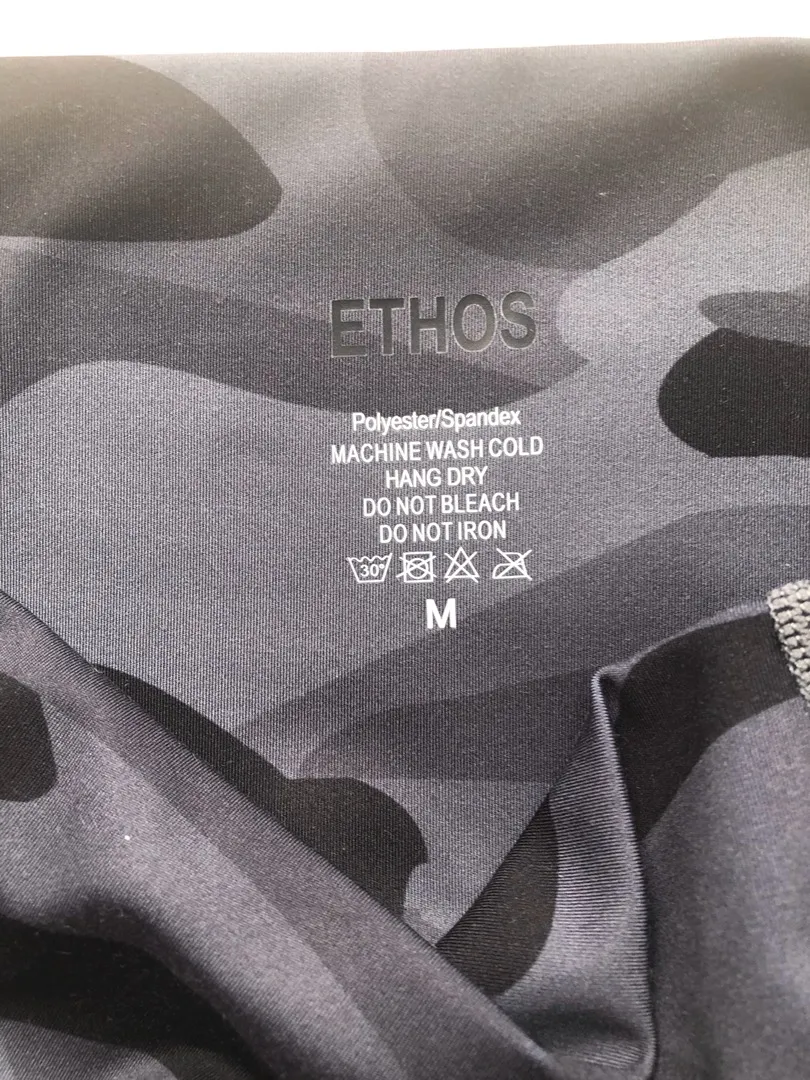 ETHOS
Polyester/Spandex
MACHINE WASH COLD
HANG DRY
DO NOT BLEACH
DO NOT IRON
30°
M